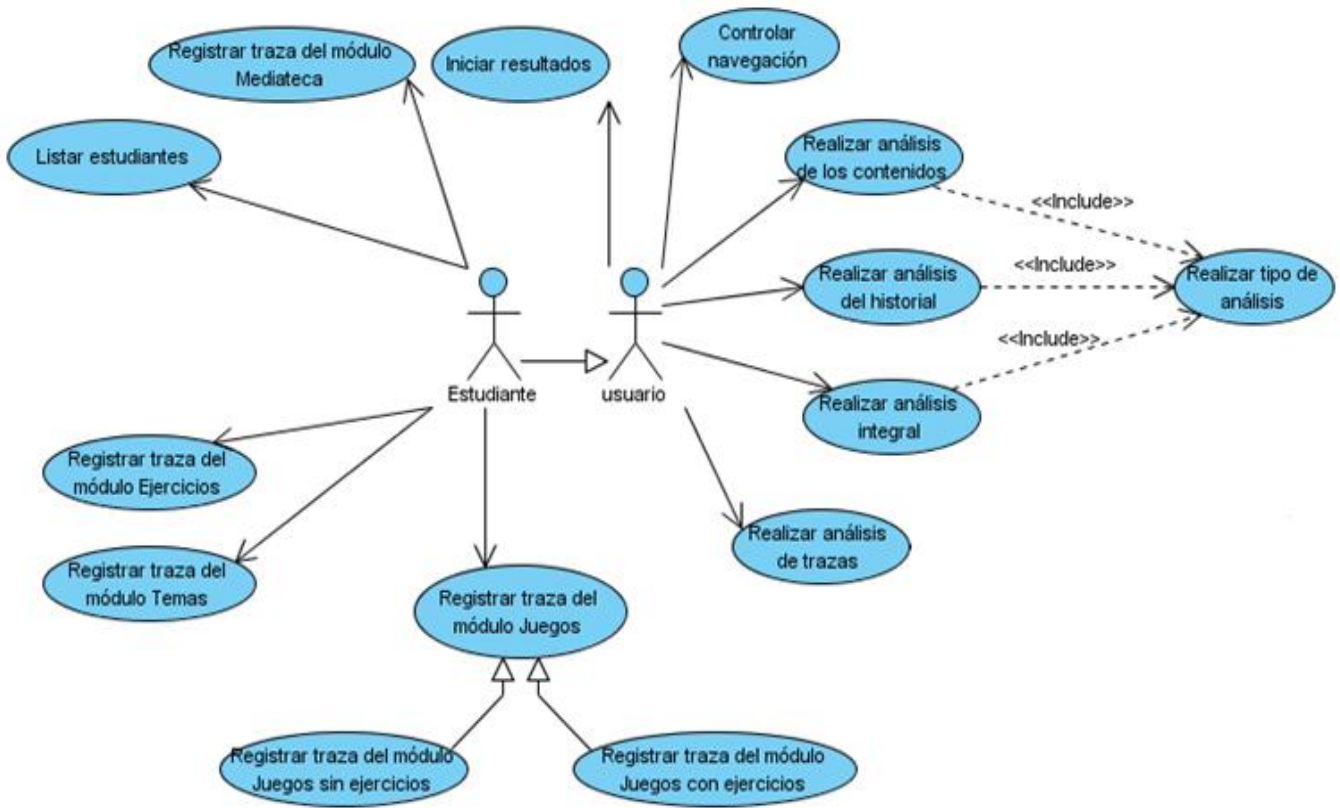 Registrar traza del módulo
Mediateca
Iniciar resultados
Controlar
navegación
Listar estudiantes
Realizar análisis
de los contenidos
<<Include>>
Realizar análisis
del historial
<<Include>>
Realizar tipo de
análisis
<<Include>>
Estudiante
usuario
Realizar análisis
integral
Registrar traza del
módulo Ejercicios
Realizar análisis
de trazas
Registrar traza del
módulo Temas
Registrar traza del
módulo Juegos
Registrar traza del módulo
Juegos sin ejercicios
Registrar traza del módulo
Juegos con ejercicios